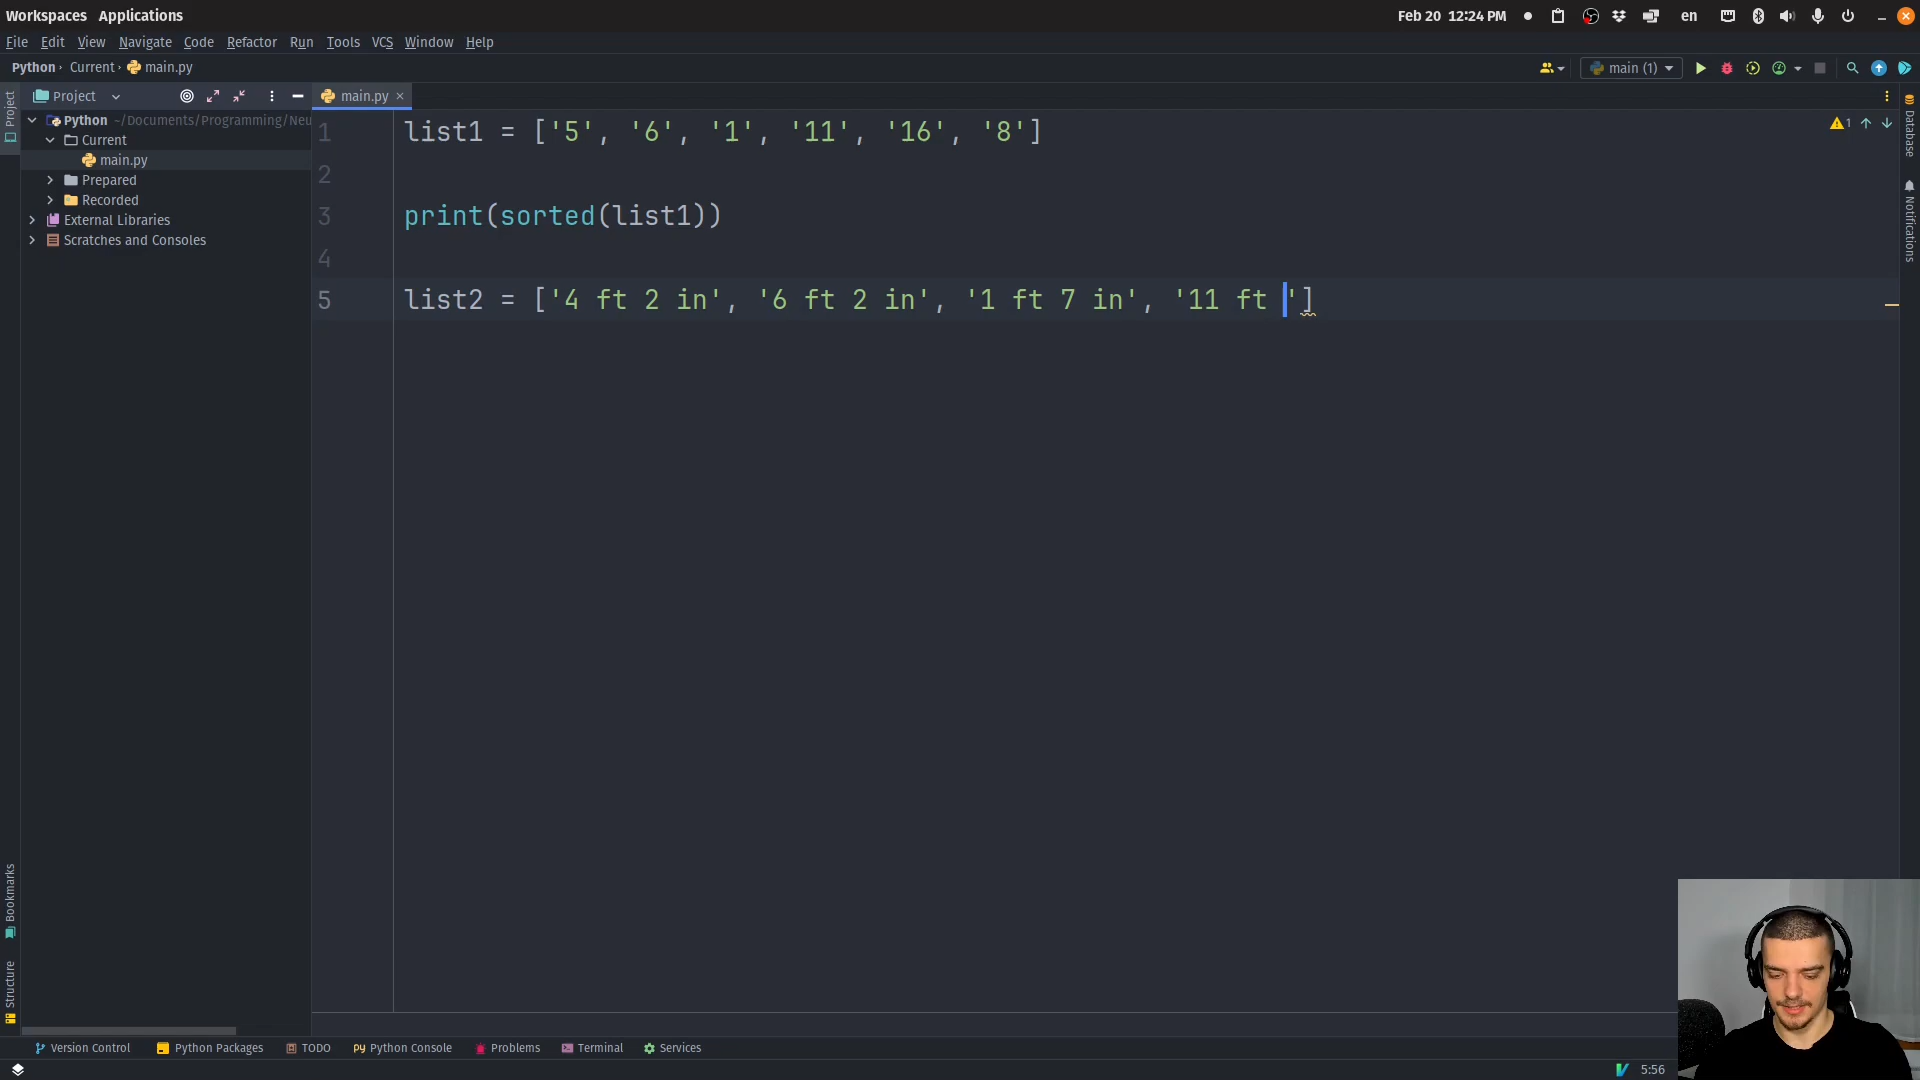 Workspaces Applications
Feb 20 12:24 PM
en
File Edit View Navigate Code Refactor Run Tools VCS Window Help
Python Current main.py
main (1)
Project
Project
main.py
Python ~/Documents/Programming/Neu
Current
main.py
Prepared
Recorded
External Libraries
Scratches and Consoles
1 list1 = ['5', '6', '1', '11', '16', '8']
2
3 print(sorted(list1))
4
5 list2 = ['4 ft 2 in', '6 ft 2 in', '1 ft 7 in', '11 ft ']
1
Database
Notifications
Bookmarks
Structure
5
Version Control Python Packages TODO Python Console Problems Terminal Services
5:56